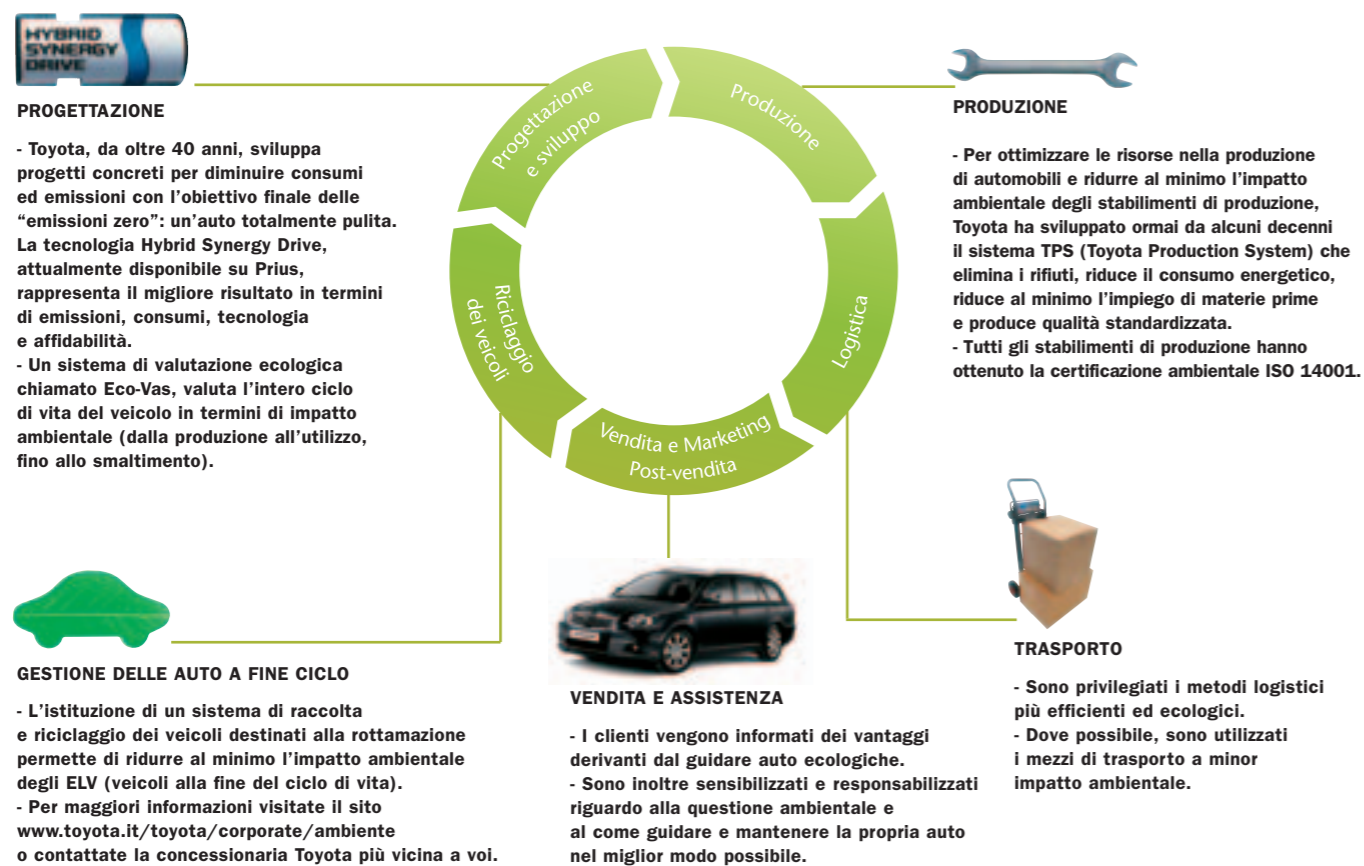 HYBRID
SYNERGY
DRIVE
PROGETTAZIONE
- Toyota, da oltre 40 anni, sviluppa
progetti concreti per diminuire consumi
ed emissioni con l'obiettivo finale delle
“emissioni zero”: un'auto totalmente pulita.
La tecnologia Hybrid Synergy Drive,
attualmente disponibile su Prius,
rappresenta il migliore risultato in termini
di emissioni, consumi, tecnologia
e affidabilità.
- Un sistema di valutazione ecologica
chiamato Eco-Vas, valuta l'intero ciclo
di vita del veicolo in termini di impatto
ambientale (dalla produzione all'utilizzo,
fino allo smaltimento).
Progettazione
e sviluppo
Produzione
Logistica
Vendita e Marketing
Post-vendita
Riciclaggio
dei veicoli
PRODUZIONE
- Per ottimizzare le risorse nella produzione
di automobili e ridurre al minimo l'impatto
ambientale degli stabilimenti di produzione,
Toyota ha sviluppato ormai da alcuni decenni
il sistema TPS (Toyota Production System) che
elimina i rifiuti, riduce il consumo energetico,
riduce al minimo l'impiego di materie prime
e produce qualità standardizzata.
- Tutti gli stabilimenti di produzione hanno
ottenuto la certificazione ambientale ISO 14001.
GESTIONE DELLE AUTO A FINE CICLO
- L'istituzione di un sistema di raccolta
e riciclaggio dei veicoli destinati alla rottamazione
permette di ridurre al minimo l'impatto ambientale
degli ELV (veicoli alla fine del ciclo di vita).
- Per maggiori informazioni visitate il sito
www.toyota.it/toyota/corporate/ambiente
o contattate la concessionaria Toyota più vicina a voi.
VENDITA E ASSISTENZA
- I clienti vengono informati dei vantaggi
derivanti dal guidare auto ecologiche.
- Sono inoltre sensibilizzati e responsabilizzati
riguardo alla questione ambientale e
al come guidare e mantenere la propria auto
nel miglior modo possibile.
TRASPORTO
- Sono privilegiati i metodi logistici
più efficienti ed ecologici.
- Dove possibile, sono utilizzati
i mezzi di trasporto a minor
impatto ambientale.